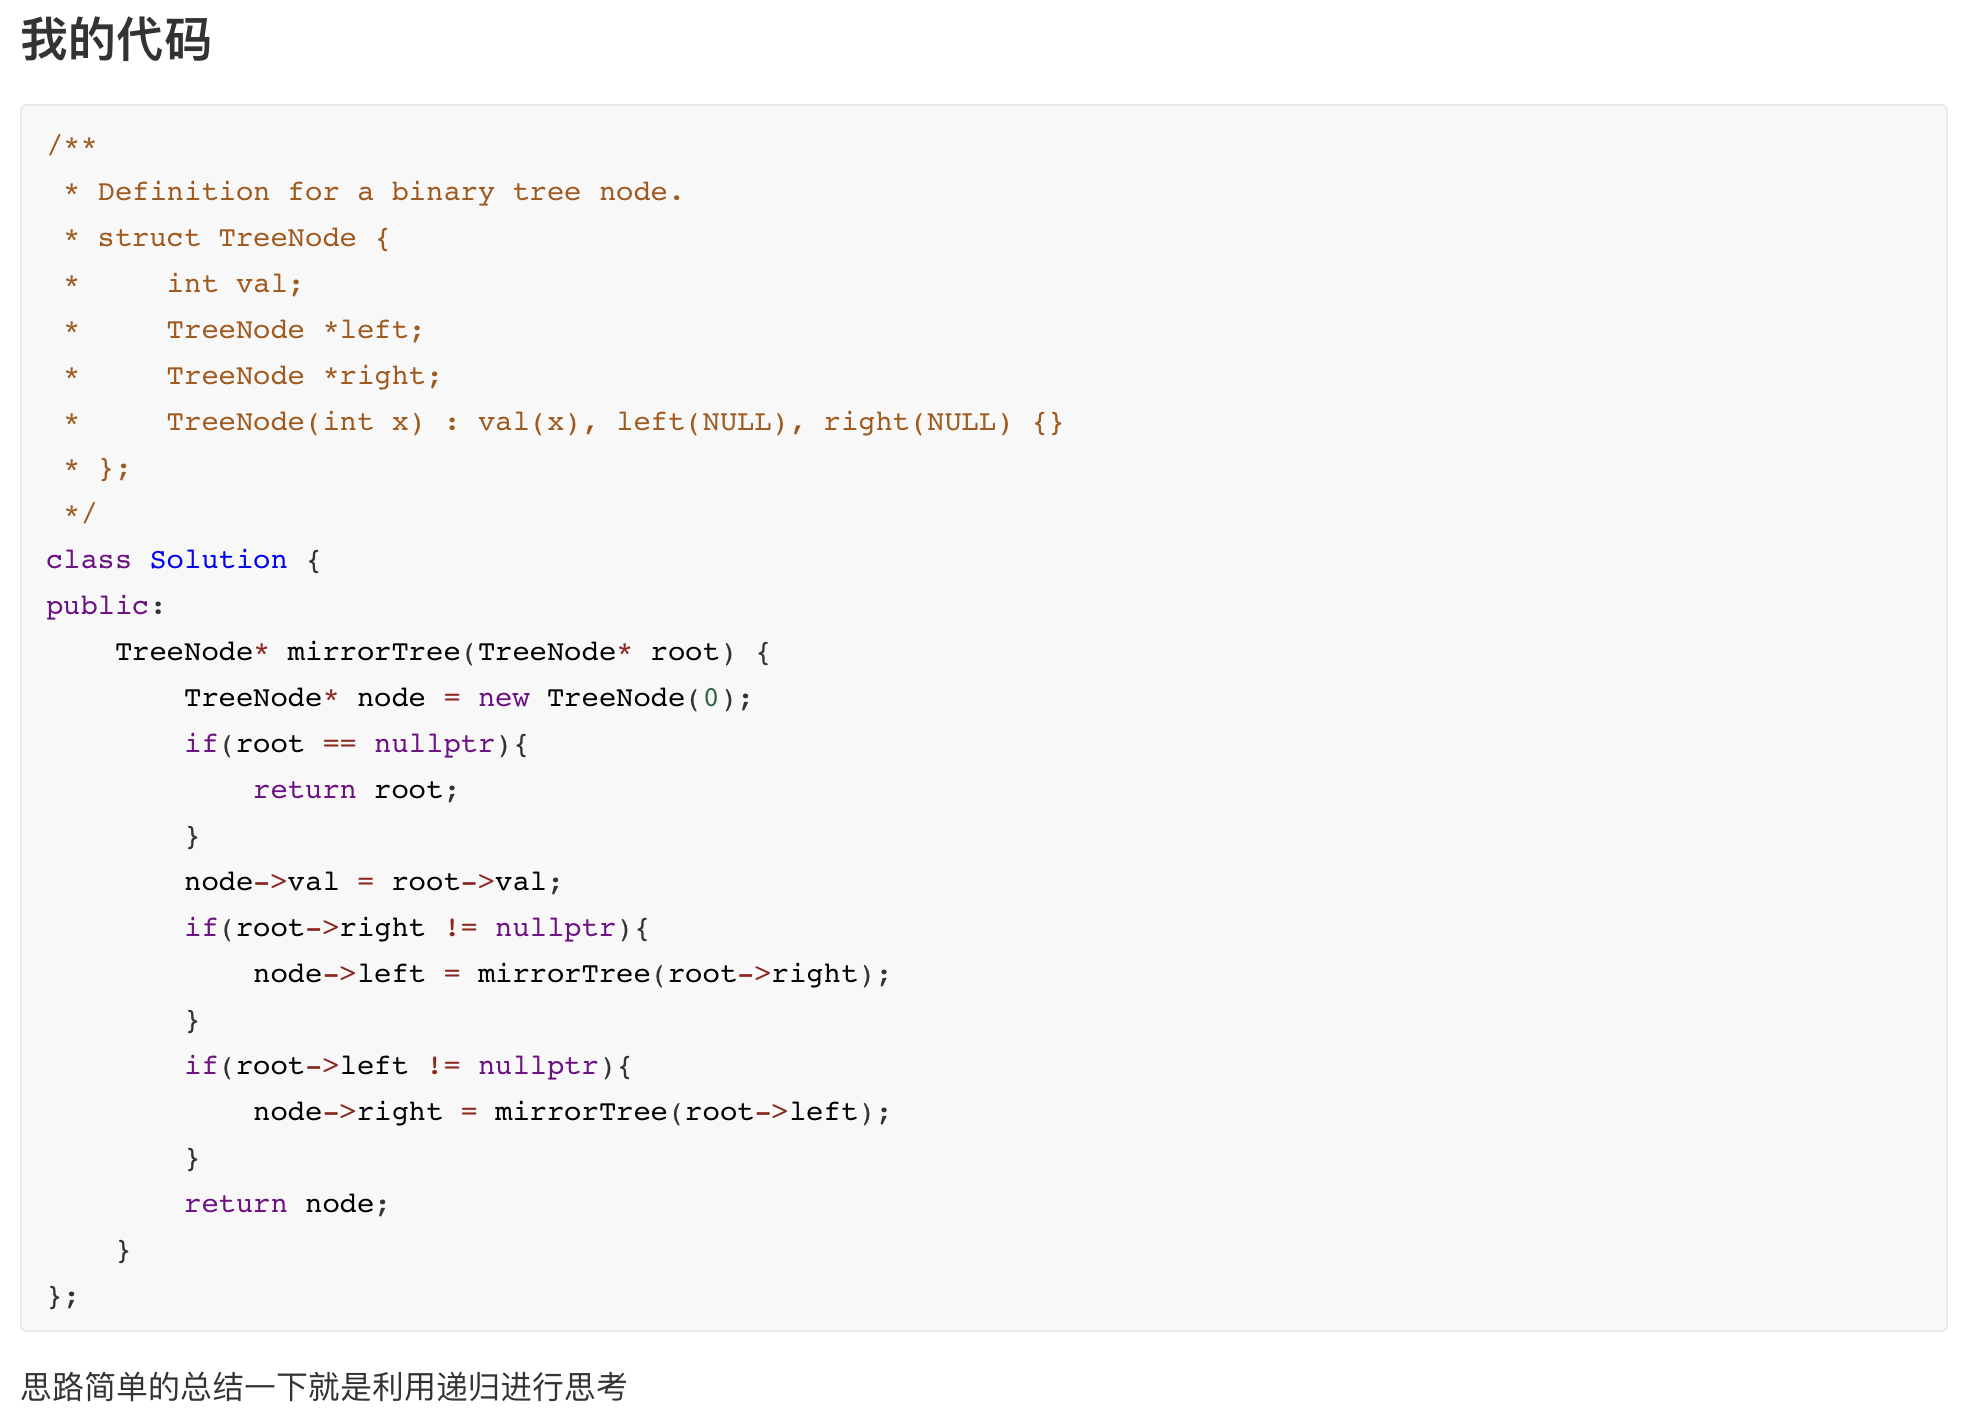 我的代码
/**
 * Definition for a binary tree node.
 * struct TreeNode {
 *     int val;
 *     TreeNode *left;
 *     TreeNode *right;
 *     TreeNode(int x) : val(x), left(NULL), right(NULL) {}
 * };
 */
class Solution {
public:
    TreeNode* mirrorTree(TreeNode* root) {
        TreeNode* node = new TreeNode(0);
        if(root == nullptr){
            return root;
        }
        node->val = root->val;
        if(root->right != nullptr){
            node->left = mirrorTree(root->right);
        }
        if(root->left != nullptr){
            node->right = mirrorTree(root->left);
        }
        return node;
    }
};
思路简单的总结一下就是利用递归进行思考